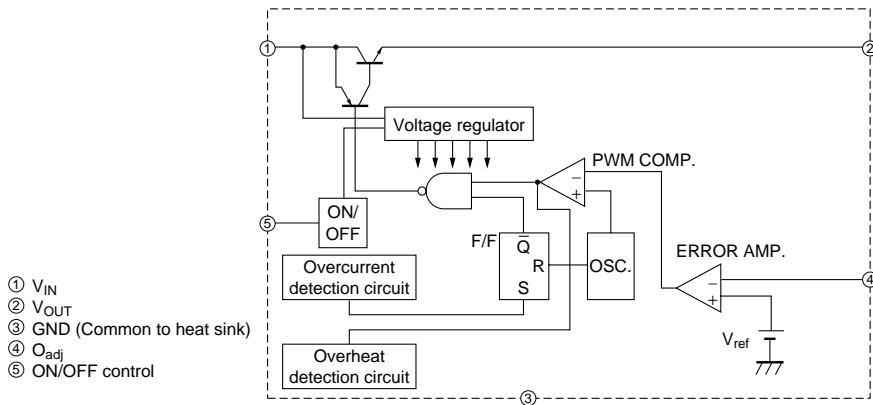 ①
②
Voltage regulator
PWM COMP.
−
+
⑤
ON/
OFF
F/F
Q̅
R
S
OSC.
ERROR AMP.
−
+
④
Overcurrent
detection circuit
Vref
Overheat
detection circuit
③
① VIN
② VOUT
③ GND (Common to heat sink)
④ Oadj
⑤ ON/OFF control